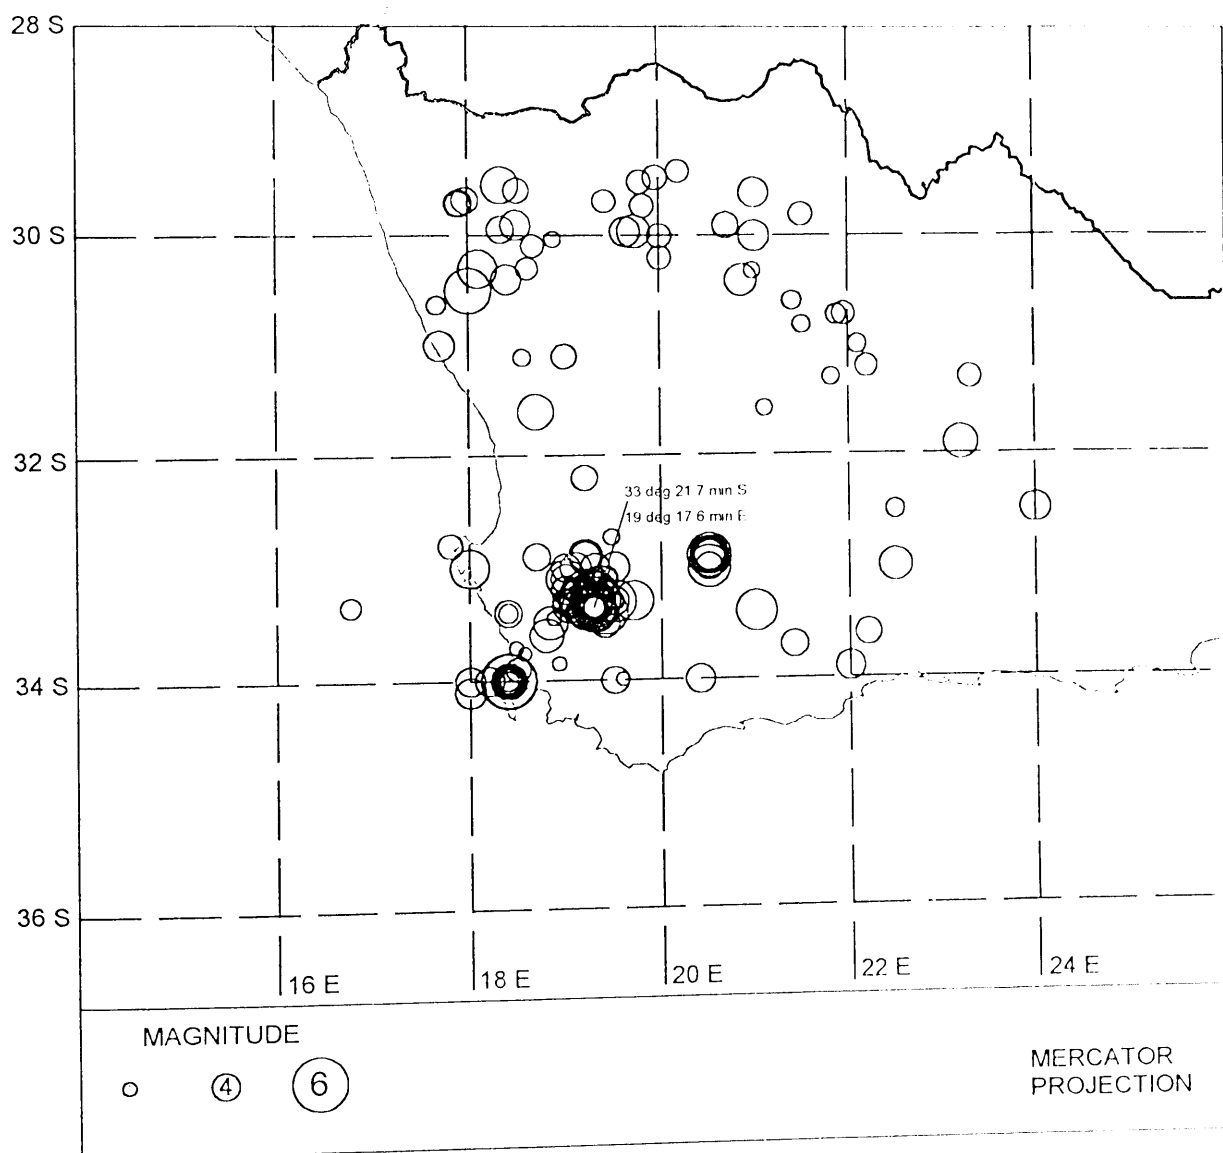 28 S
30 S
32 S
33 deg 21 7 min S
19 deg 17 6 min E
34 S
36 S
16 E
18 E
20 E
22 E
24 E
MAGNITUDE
4
6
MERCATOR
PROJECTION